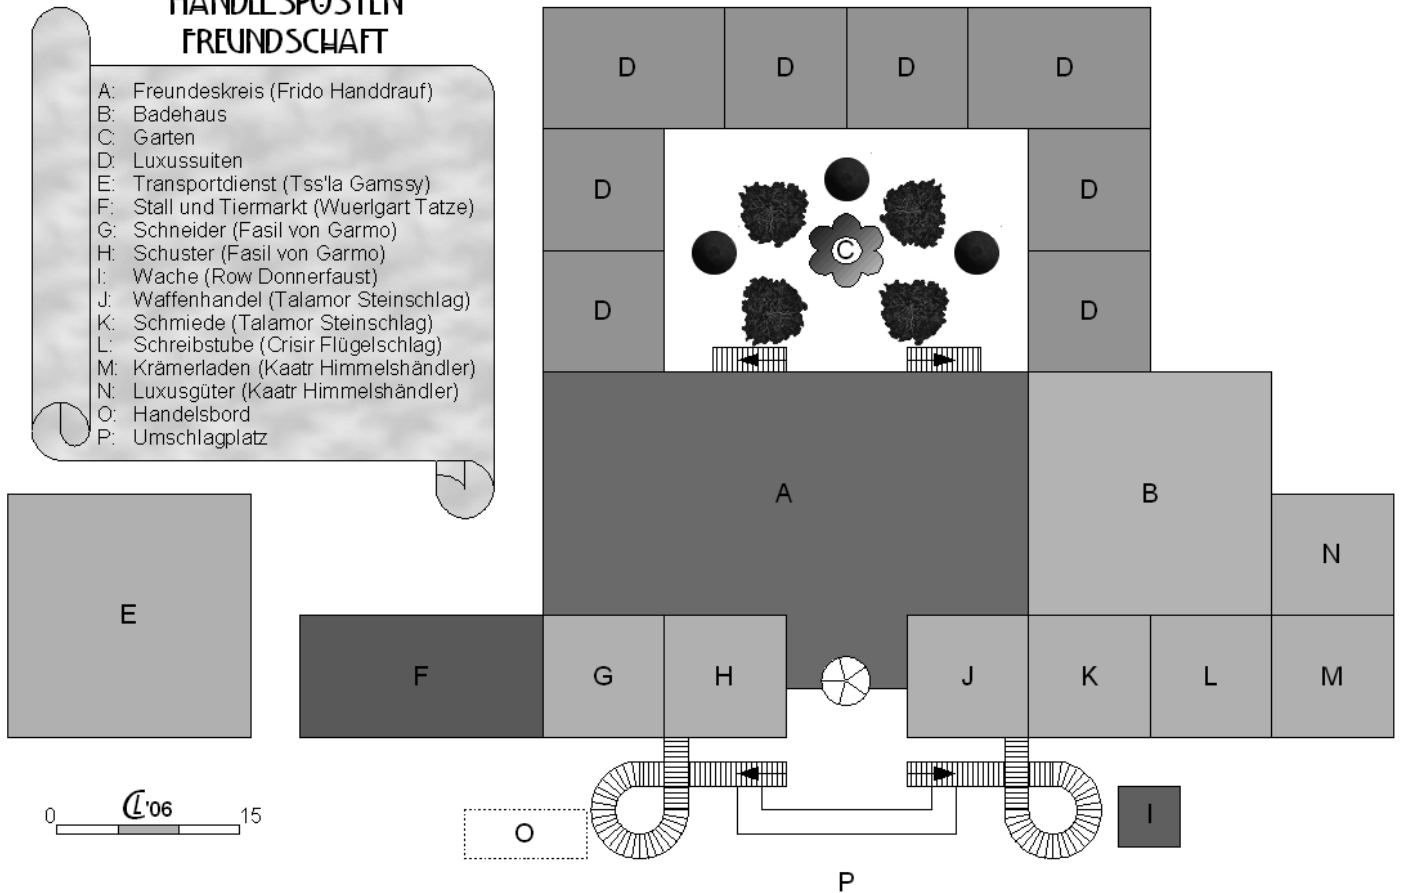 HANDLESPOSTEN
FREUNDSCHAFT
A: Freundeskreis (Frido Handdrauf)
B: Badehaus
C: Garten
D: Luxussuiten
E: Transportdienst (Tss'la Gamssy)
F: Stall und Tiermarkt (Wuerlgart Tatze)
G: Schneider (Fasil von Garmo)
H: Schuster (Fasil von Garmo)
I: Wache (Row Donnerfaust)
J: Waffenhandel (Talamor Steinschlag)
K: Schmiede (Talamor Steinschlag)
L: Schreibstube (Crisir Flügelschlag)
M: Krämerladen (Kaatr Himmelshändler)
N: Luxusgüter (Kaatr Himmelshändler)
O: Handelsbord
P: Umschlagplatz
D D D D
D D
C
D D
A B
N
E
F G H J K L M
0 CL'06 15
I
O
P